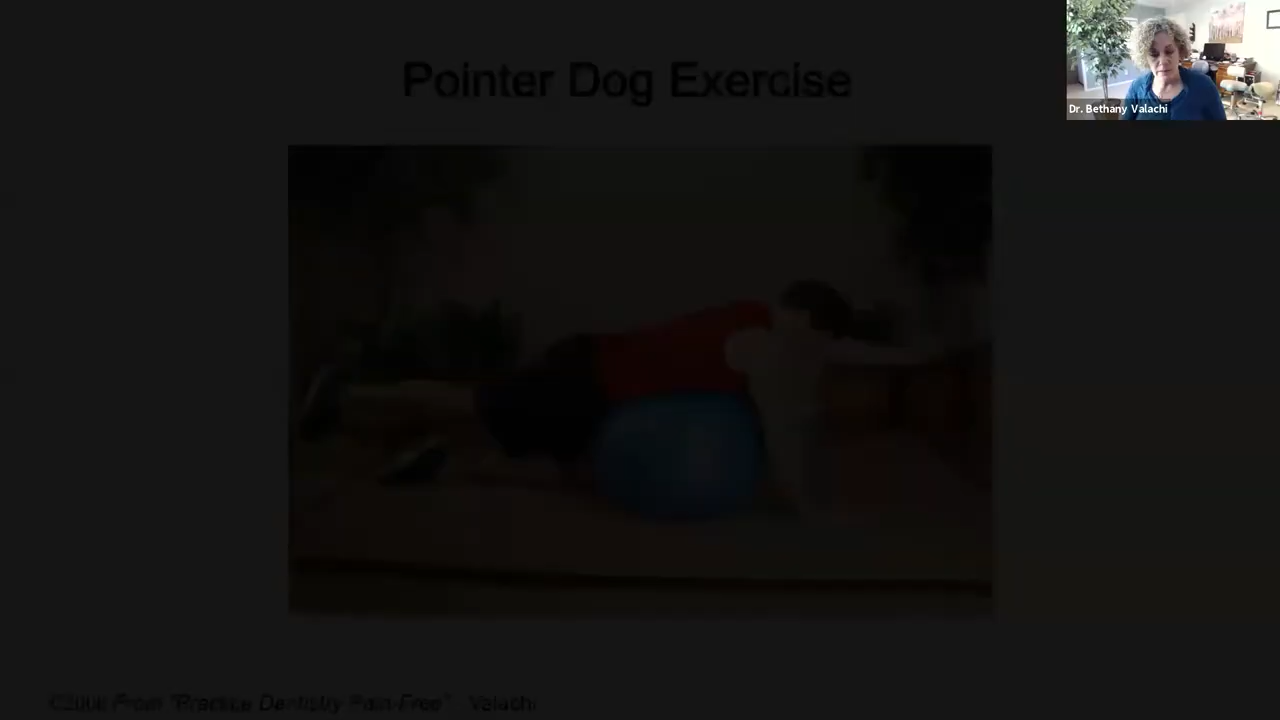 Pointer Dog Exercise
Dr. Bethany Valachi
©2008 From "Practice Dentistry Pain-Free" Valachi